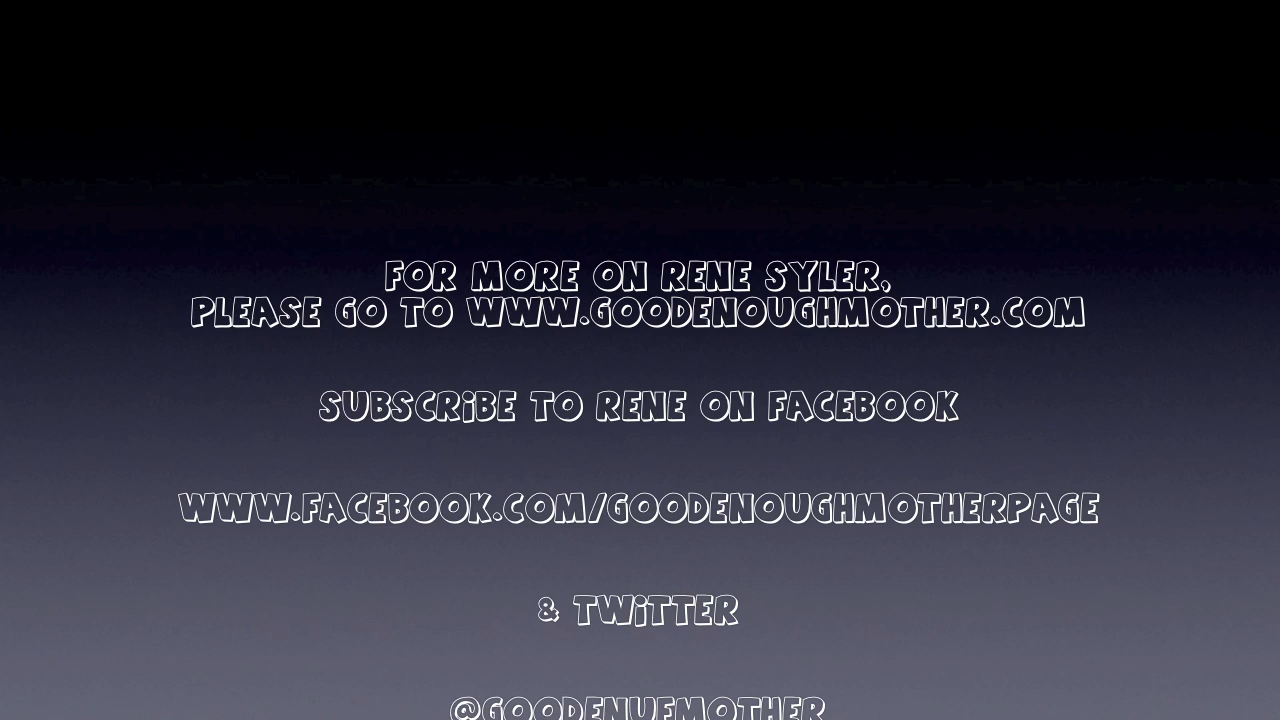 FOR MORE ON RENE SYLER,
PLEASE GO TO WWW.GOODENOUGHMOTHER.COM
SUBSCRiBE TO RENE ON FACEBOOK
WWW.FACEBOOK.COM/GOODENOUGHMOTHERPAGE
& TWiTTER
@GOODENUFMOTHER